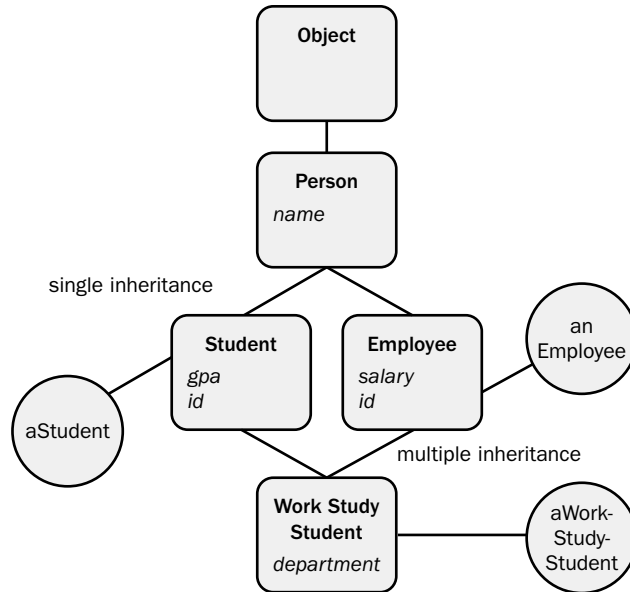 Object
Person
name
single inheritance
Student
gpa
id
Employee
salary
id
an
Employee
aStudent
multiple inheritance
Work Study
Student
department
aWork-
Study-
Student